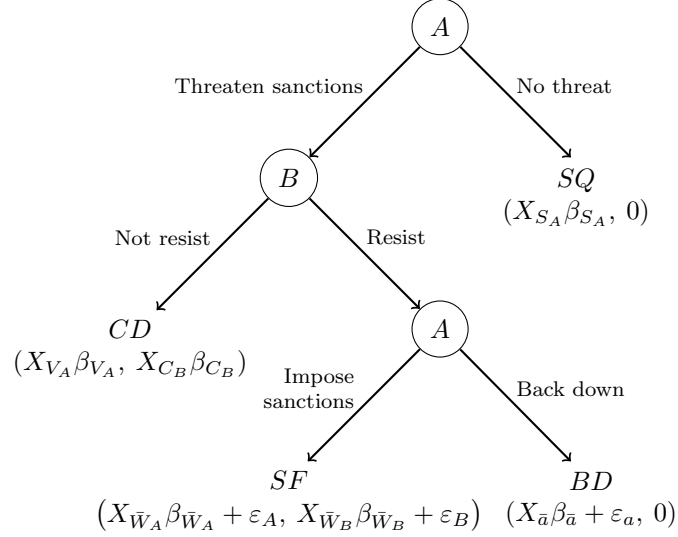 A
Threaten sanctions
No threat
B
SQ
(X_{S_A}β_{S_A}, 0)
Not resist
Resist
CD
(X_{V_A}β_{V_A}, X_{C_B}β_{C_B})
A
Impose
sanctions
Back down
SF
(X_{\bar{W}_A}β_{\bar{W}_A} + ε_A, X_{\bar{W}_B}β_{\bar{W}_B} + ε_B)
BD
(X_{\bar{a}}β_{\bar{a}} + ε_a, 0)